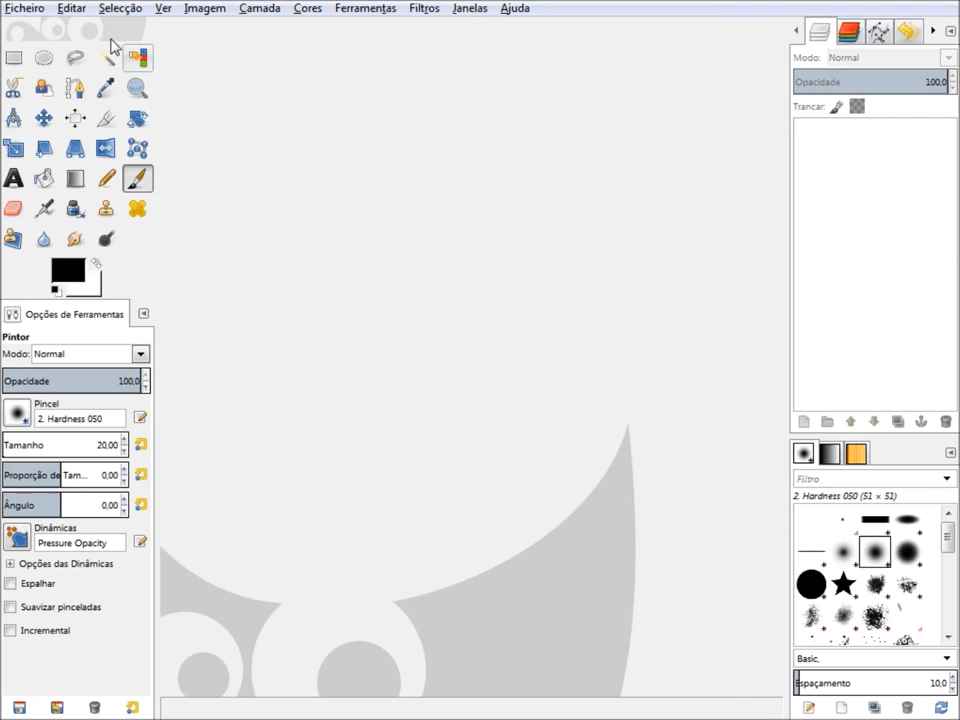 Ficheiro Editar Selecção Ver Imagem Camada Cores Ferramentas Filtros Janelas Ajuda
Modo: Normal
Opacidade 100,0
Trancar:
Opções de Ferramentas
Pintor
Modo: Normal
Opacidade 100,0
Pincel
2. Hardness 050
Tamanho 20,00
Proporção de Tam... 0,00
Ângulo 0,00
Dinâmicas
Pressure Opacity
Opções das Dinâmicas
Espalhar
Suavizar pinceladas
Incremental
Filtro
2. Hardness 050 (51 × 51)
Basic,
Espaçamento 10,0